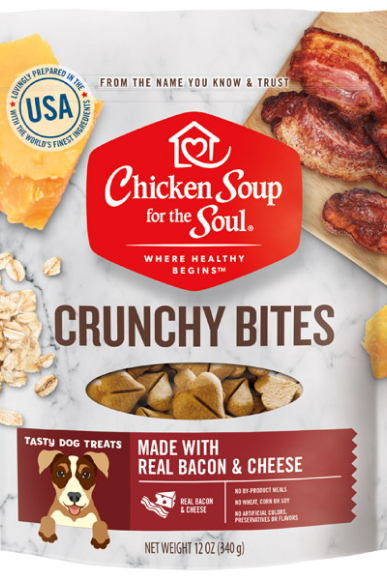 LOVINGLY PREPARED IN THE
USA
WITH THE WORLD'S FINEST INGREDIENTS
FROM THE NAME YOU KNOW & TRUST
Chicken Soup
for the
Soul®
WHERE HEALTHY
BEGINS™
CRUNCHY BITES
TASTY DOG TREATS
MADE WITH
REAL BACON & CHEESE
REAL BACON
& CHEESE
NO BY-PRODUCT MEALS
NO WHEAT, CORN OR SOY
NO ARTIFICIAL COLORS,
PRESERVATIVES OR FLAVORS
NET WEIGHT 12 OZ (340 g)